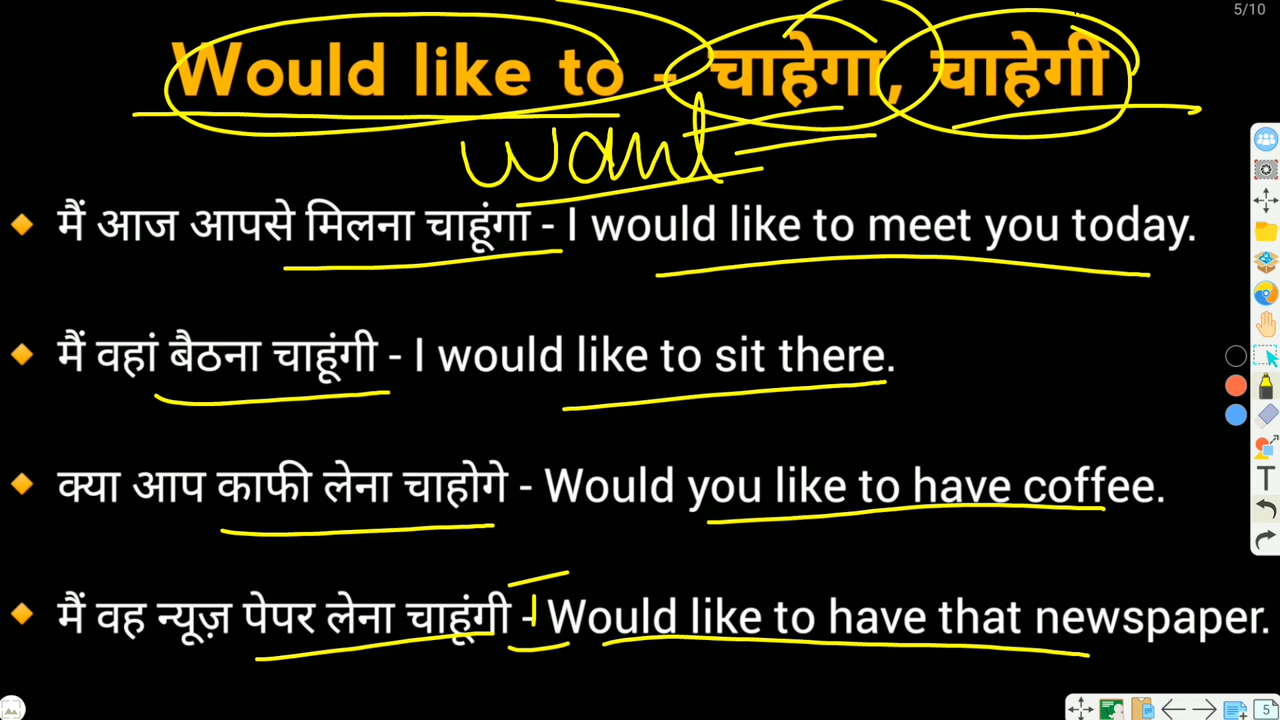 5/10
Would like to - चाहेगा, चाहेगी
want
मैं आज आपसे मिलना चाहूंगा - I would like to meet you today.
मैं वहां बैठना चाहूंगी - I would like to sit there.
क्या आप काफी लेना चाहोगे - Would you like to have coffee.
मैं वह न्यूज़ पेपर लेना चाहूंगी - I Would like to have that newspaper.
T
5